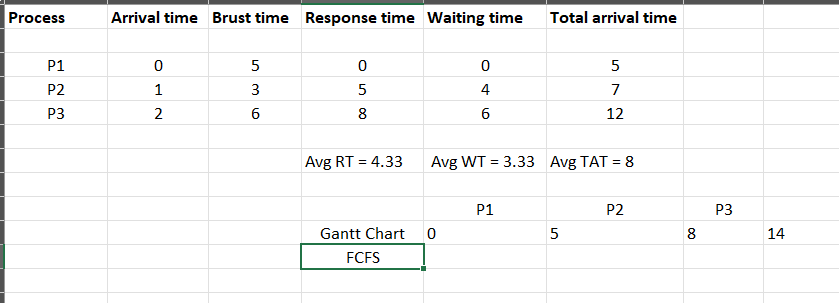 Process Arrival time Brust time Response time Waiting time Total arrival time
P1 0 5 0 0 5
P2 1 3 5 4 7
P3 2 6 8 6 12
Avg RT = 4.33 Avg WT = 3.33 Avg TAT = 8
P1 P2 P3
Gantt Chart 0 5 8 14
FCFS